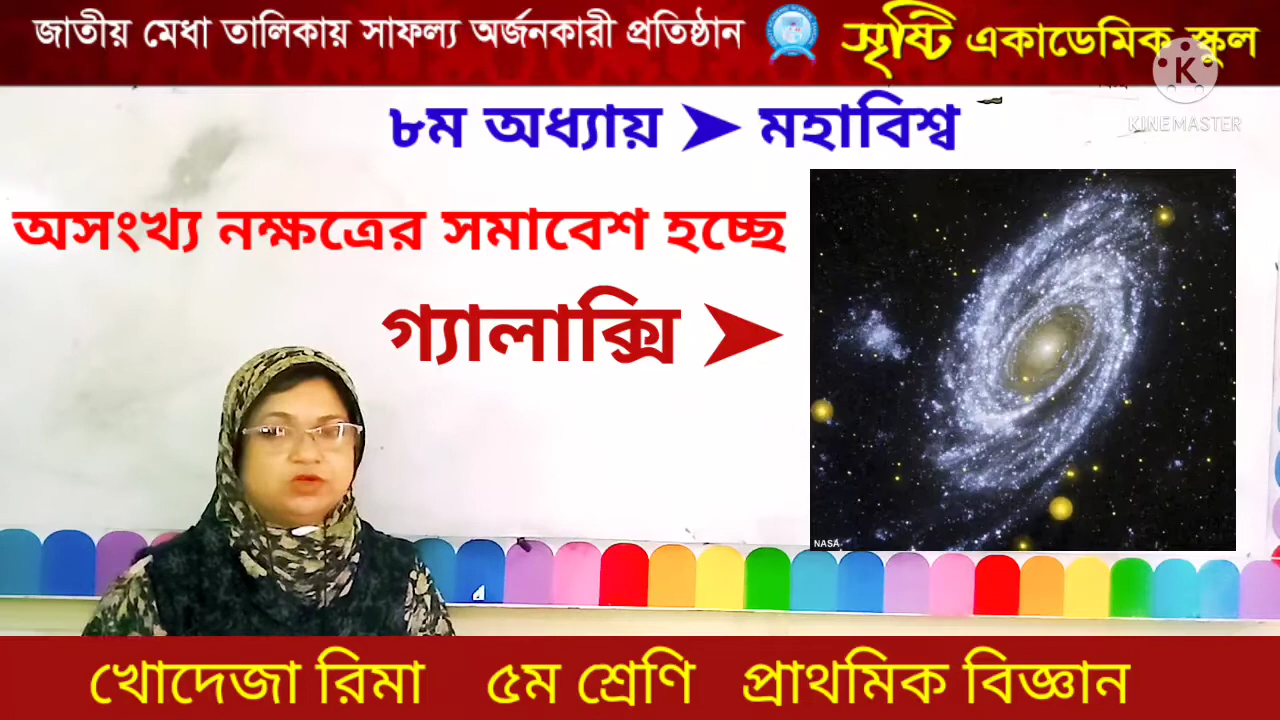 জাতীয় মেধা তালিকায় সাফল্য অর্জনকারী প্রতিষ্ঠান সৃষ্টি একাডেমিক স্কুল
K
KINEMASTER
৮ম অধ্যায় ➤ মহাবিশ্ব
অসংখ্য নক্ষত্রের সমাবেশ হচ্ছে
গ্যালাক্সি ➤
NASA
খোদেজা রিমা ৫ম শ্রেণি প্রাথমিক বিজ্ঞান